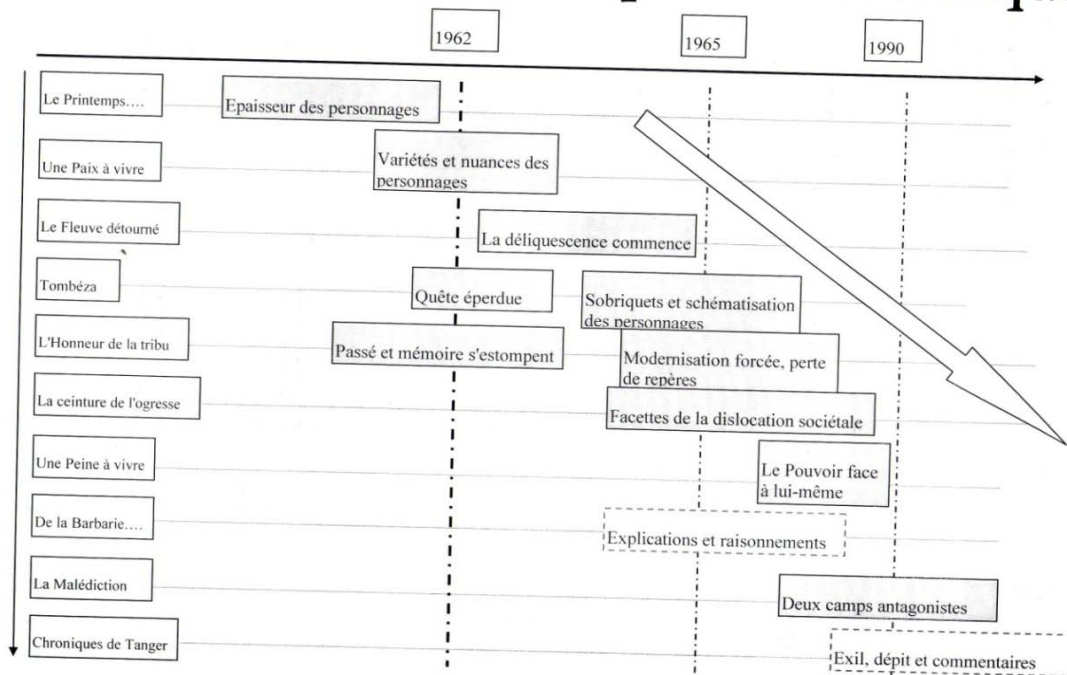 1962
1965
1990
Le Printemps….
Epaisseur des personnages
Une Paix à vivre
Variétés et nuances des
personnages
Le Fleuve détourné
La déliquescence commence
Tombéza
Quête éperdue
Sobriquets et schématisation
des personnages
L'Honneur de la tribu
Passé et mémoire s'estompent
Modernisation forcée, perte
de repères
La ceinture de l'ogresse
Facettes de la dislocation sociétale
Une Peine à vivre
Le Pouvoir face
à lui-même
De la Barbarie….
Explications et raisonnements
La Malédiction
Deux camps antagonistes
Chroniques de Tanger
Exil, dépit et commentaires